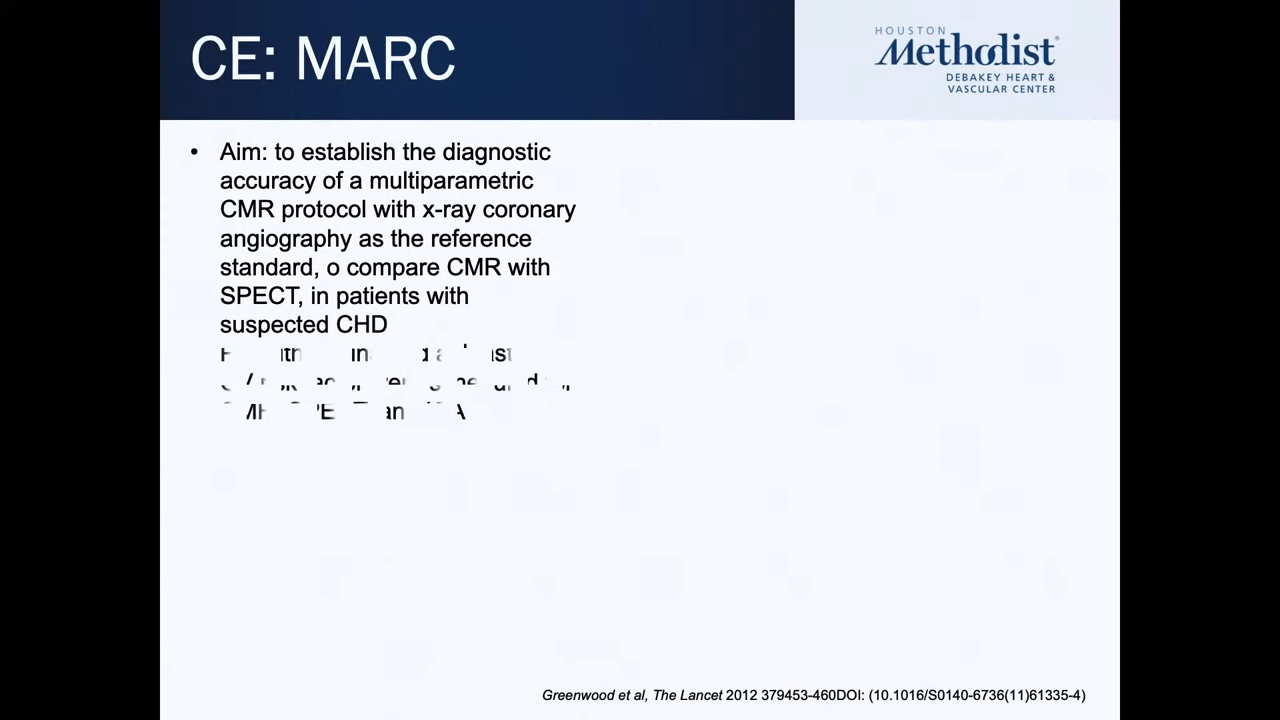 CE: MARC
HOUSTON
Methodist®
DEBAKEY HEART &
VASCULAR CENTER
• Aim: to establish the diagnostic
accuracy of a multiparametric
CMR protocol with x-ray coronary
angiography as the reference
standard, o compare CMR with
SPECT, in patients with
suspected CHD
Greenwood et al, The Lancet 2012 379453-460DOI: (10.1016/S0140-6736(11)61335-4)